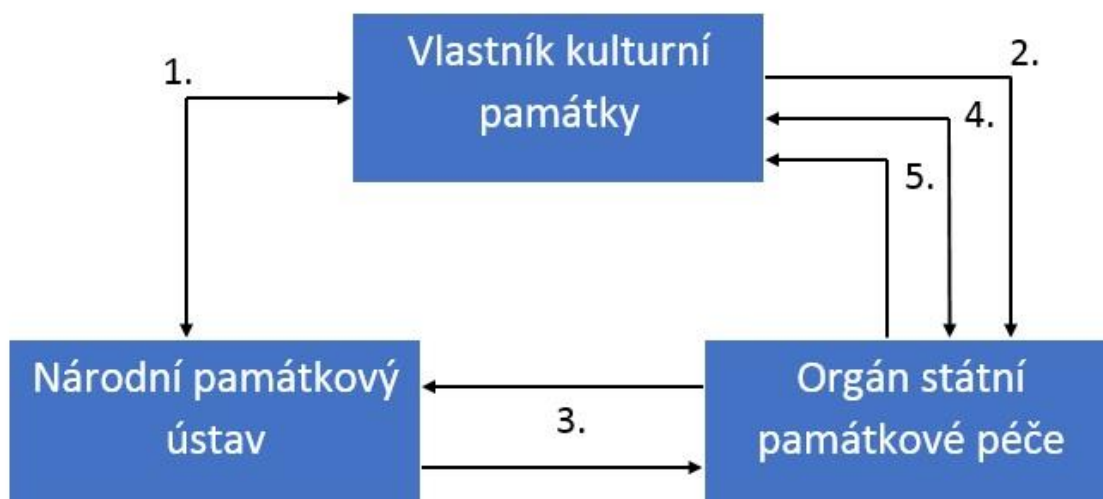 1.
Vlastník kulturní
památky
2.
4.
5.
Národní památkový
ústav
3.
Orgán státní
památkové péče